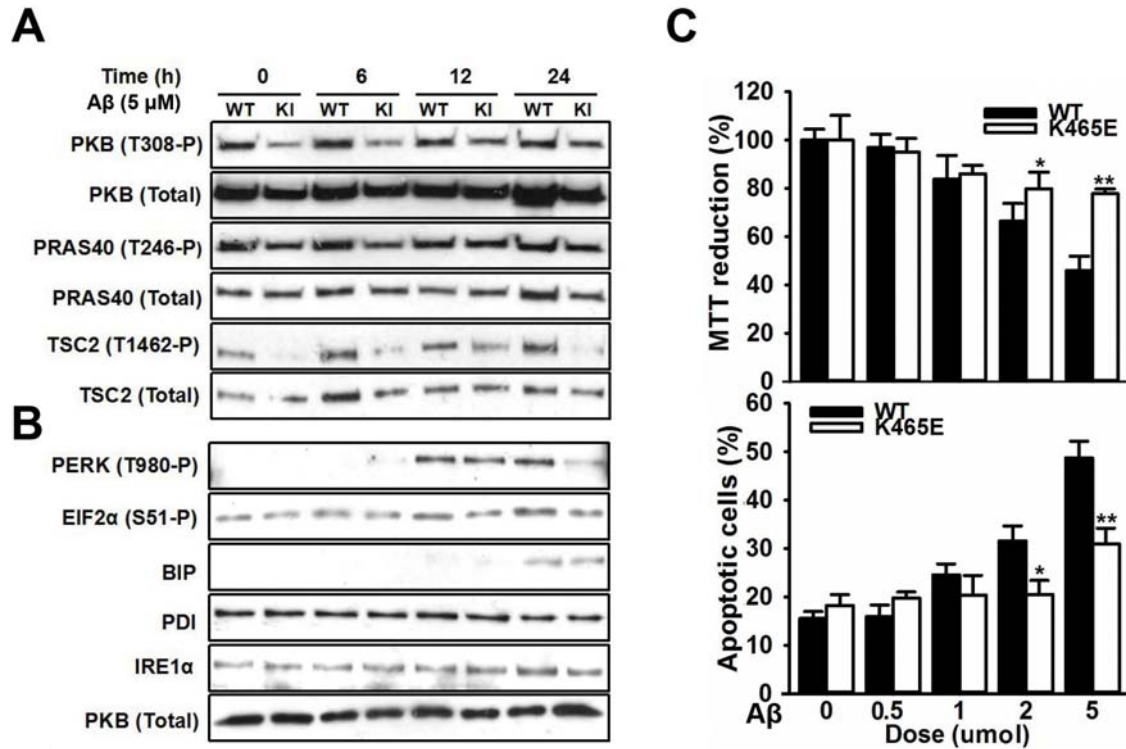 A
Time (h) 0 6 12 24
Aβ (5 µM) WT KI WT KI WT KI WT KI
PKB (T308-P)
PKB (Total)
PRAS40 (T246-P)
PRAS40 (Total)
TSC2 (T1462-P)
TSC2 (Total)
B
PERK (T980-P)
EIF2α (S51-P)
BIP
PDI
IRE1α
PKB (Total)
C
MTT reduction (%)
120
100
80
60
40
20
0
WT
K465E
*
**
Apoptotic cells (%)
60
50
40
30
20
10
0
WT
K465E
*
**
Aβ 0 0.5 1 2 5
Dose (umol)